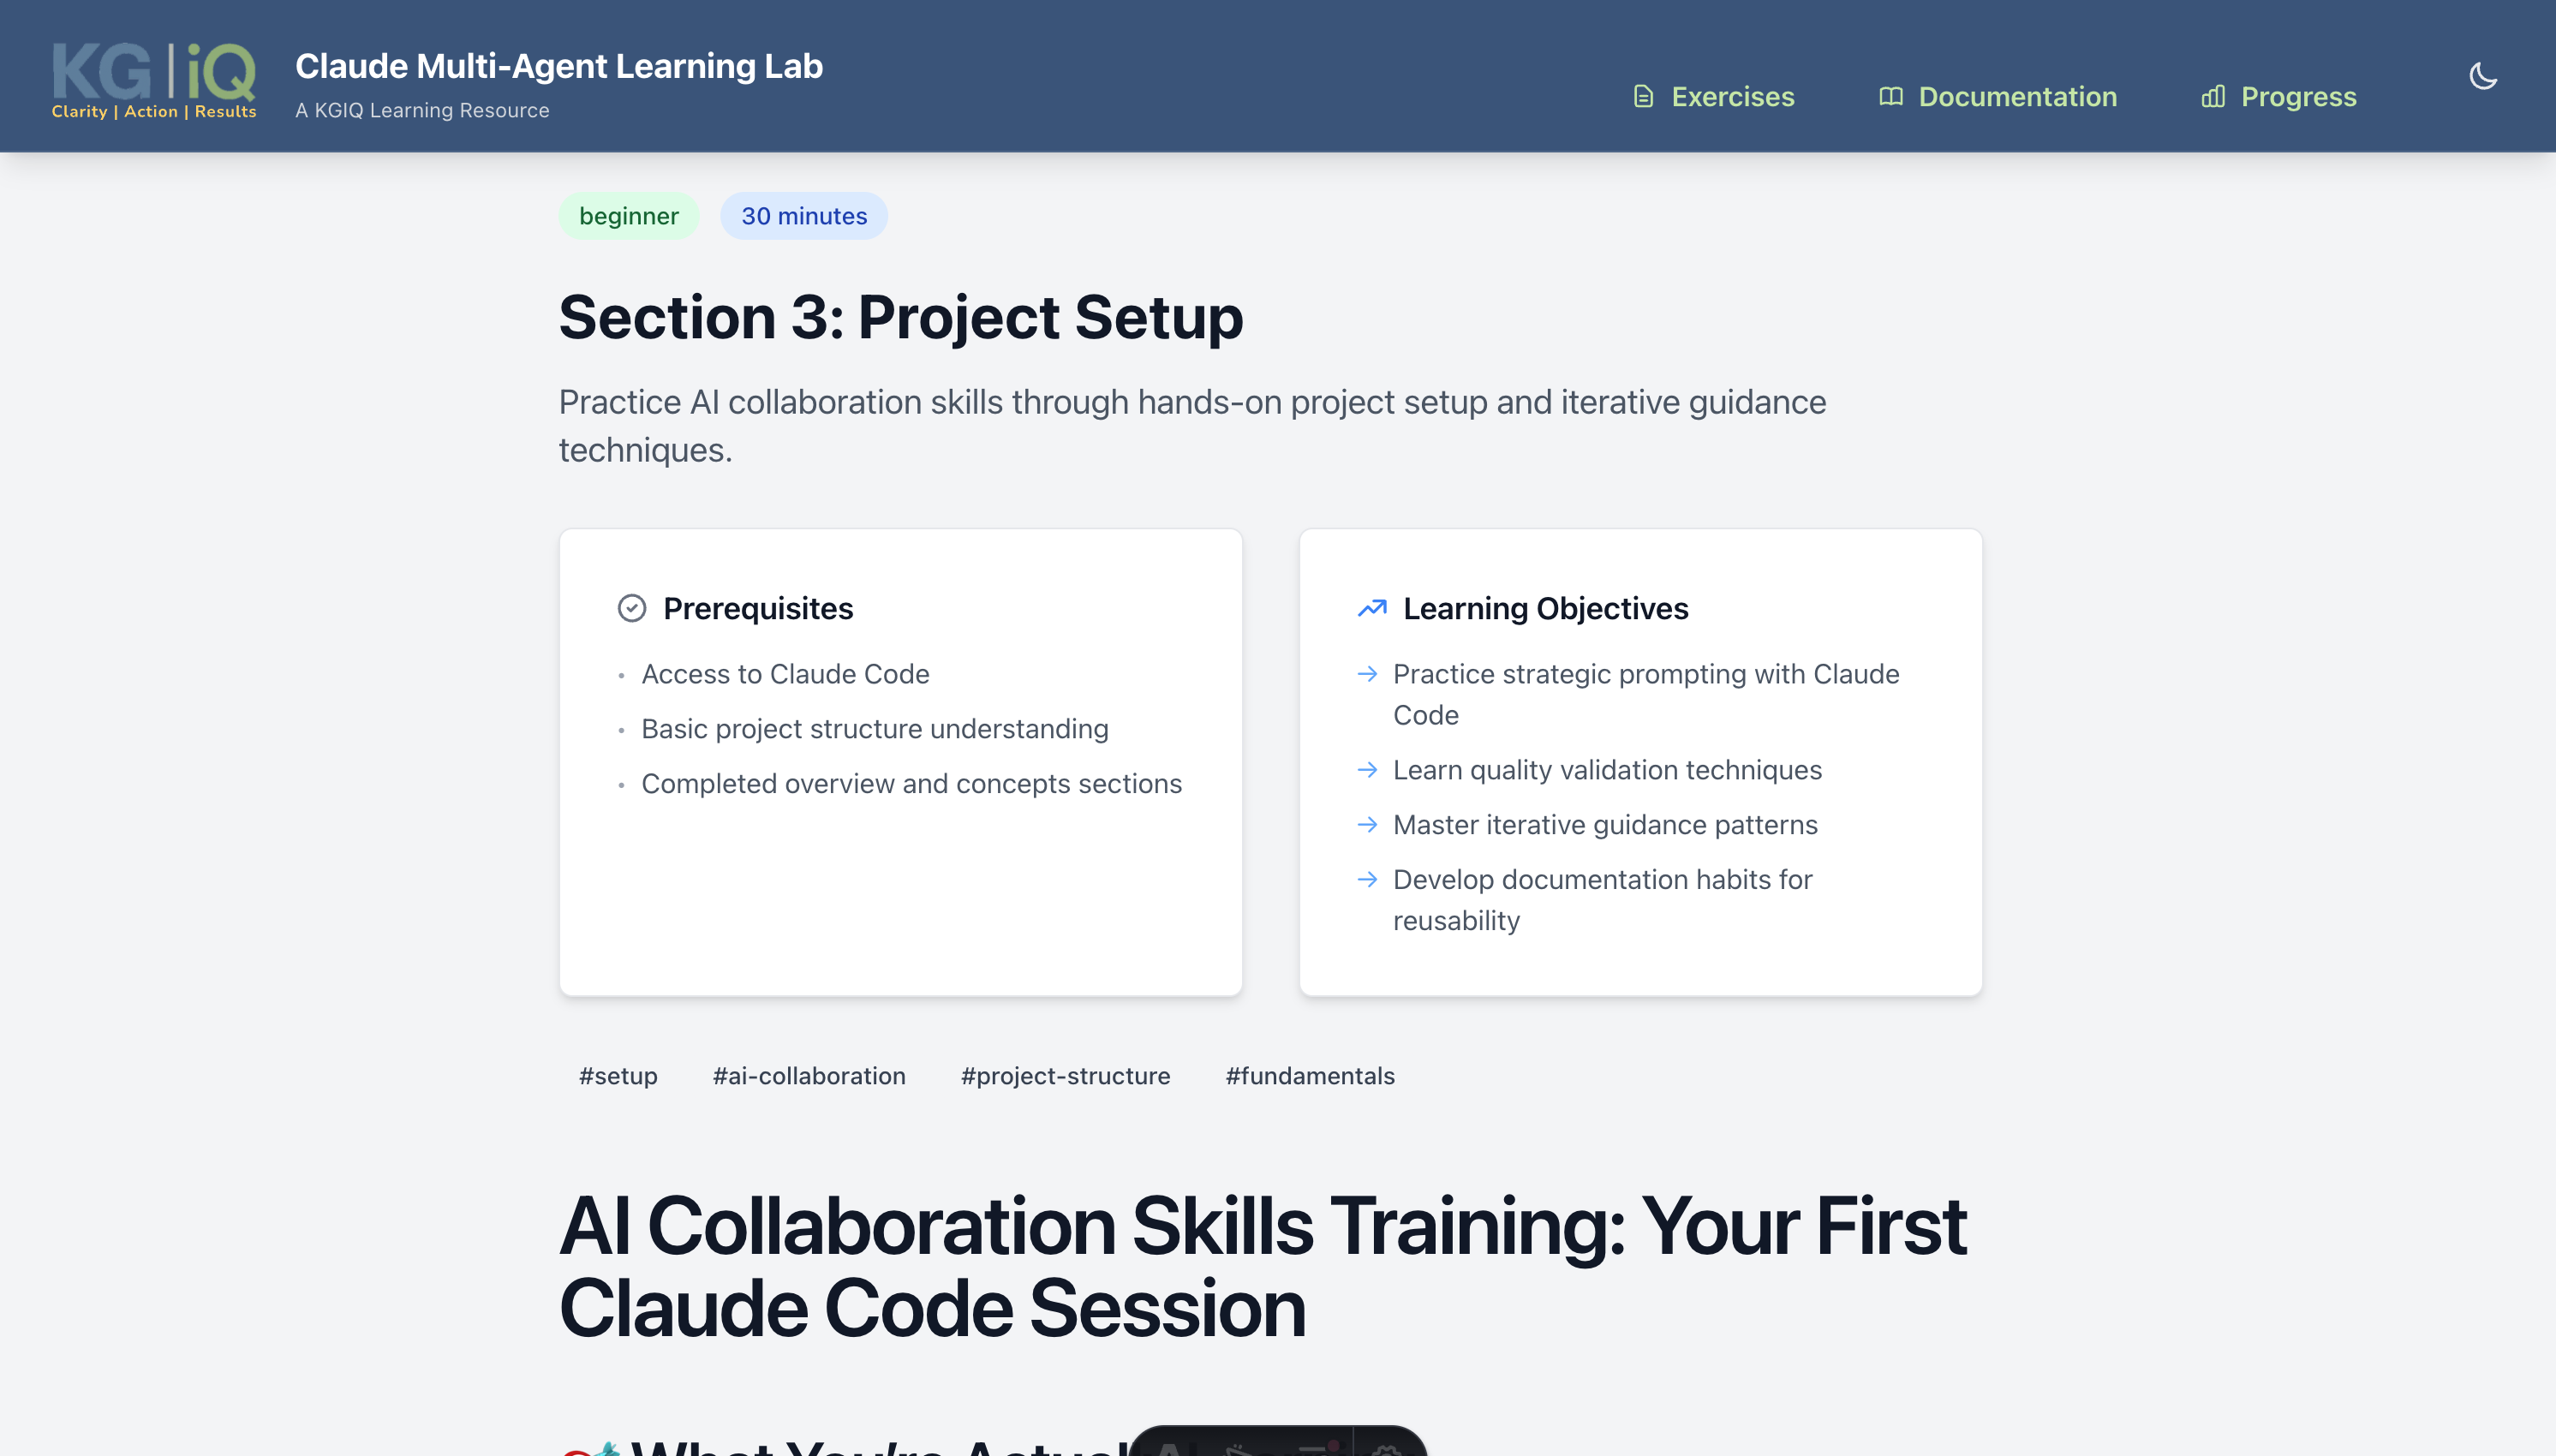 KG|iQ
Clarity | Action | Results
Claude Multi-Agent Learning Lab
A KGIQ Learning Resource
Exercises
Documentation
Progress
beginner
30 minutes
Section 3: Project Setup
Practice AI collaboration skills through hands-on project setup and iterative guidance
techniques.
Prerequisites
• Access to Claude Code
• Basic project structure understanding
• Completed overview and concepts sections
Learning Objectives
→ Practice strategic prompting with Claude
Code
→ Learn quality validation techniques
→ Master iterative guidance patterns
→ Develop documentation habits for
reusability
#setup
#ai-collaboration
#project-structure
#fundamentals
AI Collaboration Skills Training: Your First
Claude Code Session
What You're